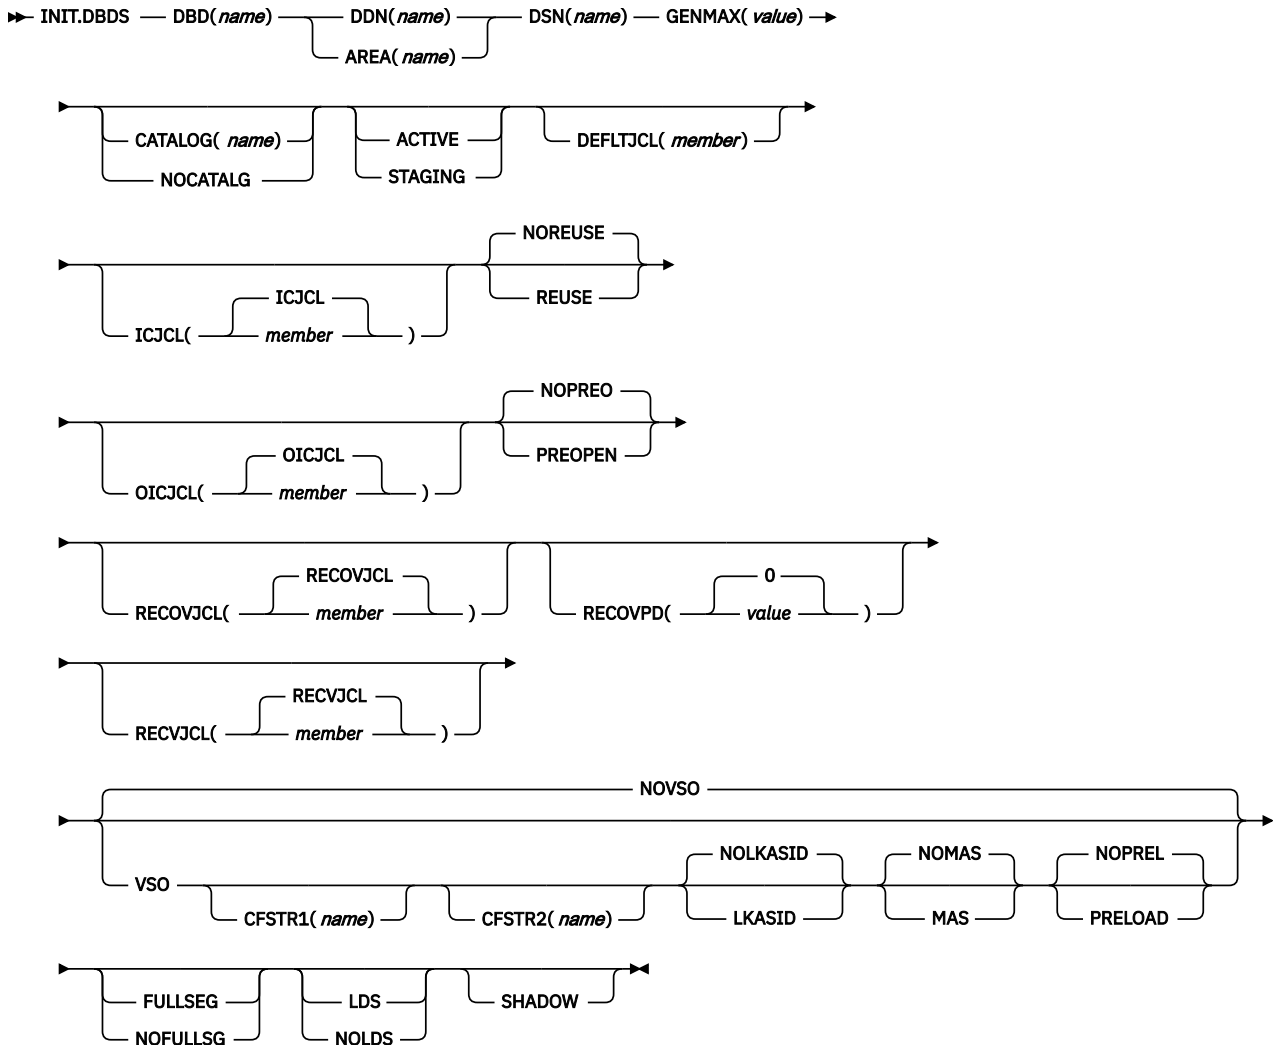 INIT.DBDS DBD(name) DDN(name) DSN(name) GENMAX( value)
AREA( name)
CATALOG( name) ACTIVE DEFLTJCL( member)
NOCATALG STAGING
NOREUSE
ICJCL REUSE
ICJCL( member )
NOPREO
OICJCL PREOPEN
OICJCL( member )
RECOVJCL 0
RECOVJCL( member ) RECOVPD( value )
RECVJCL
RECVJCL( member )
NOVSO
NOLKASID NOMAS NOPREL
VSO
CFSTR1( name) CFSTR2( name) LKASID MAS PRELOAD
FULLSEG LDS SHADOW
NOFULLSG NOLDS